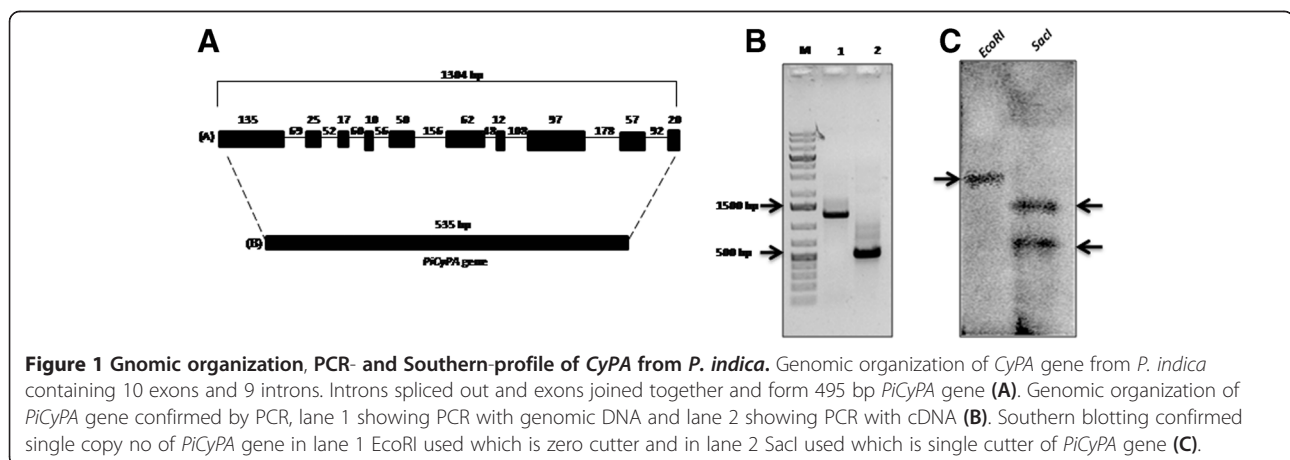 A
B
C
1304 bp
135 25 17 10 50 62 12 97 57 20
(A)
69 52 60 56 156 48 108 178 92
535 bp
(B)
PiCyPA gene
M 1 2
1500 bp
500 bp
EcoRI SacI
Figure 1 Gnomic organization, PCR- and Southern-profile of CyPA from P. indica. Genomic organization of CyPA gene from P. indica
containing 10 exons and 9 introns. Introns spliced out and exons joined together and form 495 bp PiCyPA gene (A). Genomic organization of
PiCyPA gene confirmed by PCR, lane 1 showing PCR with genomic DNA and lane 2 showing PCR with cDNA (B). Southern blotting confirmed
single copy no of PiCyPA gene in lane 1 EcoRI used which is zero cutter and in lane 2 SacI used which is single cutter of PiCyPA gene (C).